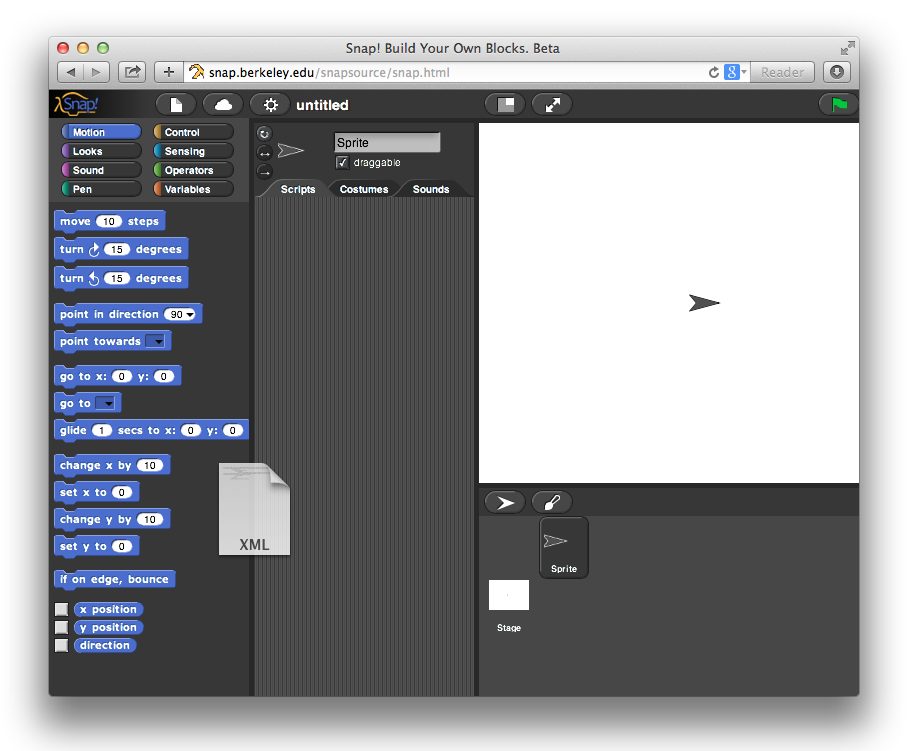 Snap! Build Your Own Blocks. Beta
snap.berkeley.edu/snapsource/snap.html
8
Reader
Snap!
untitled
Motion
Control
Looks
Sensing
Sound
Operators
Pen
Variables
Sprite
draggable
Scripts
Costumes
Sounds
move 10 steps
turn 15 degrees
turn 15 degrees
point in direction 90
point towards
go to x: 0 y: 0
go to
glide 1 secs to x: 0 y: 0
change x by 10
set x to 0
change y by 10
set y to 0
if on edge, bounce
x position
y position
direction
XML
Sprite
Stage